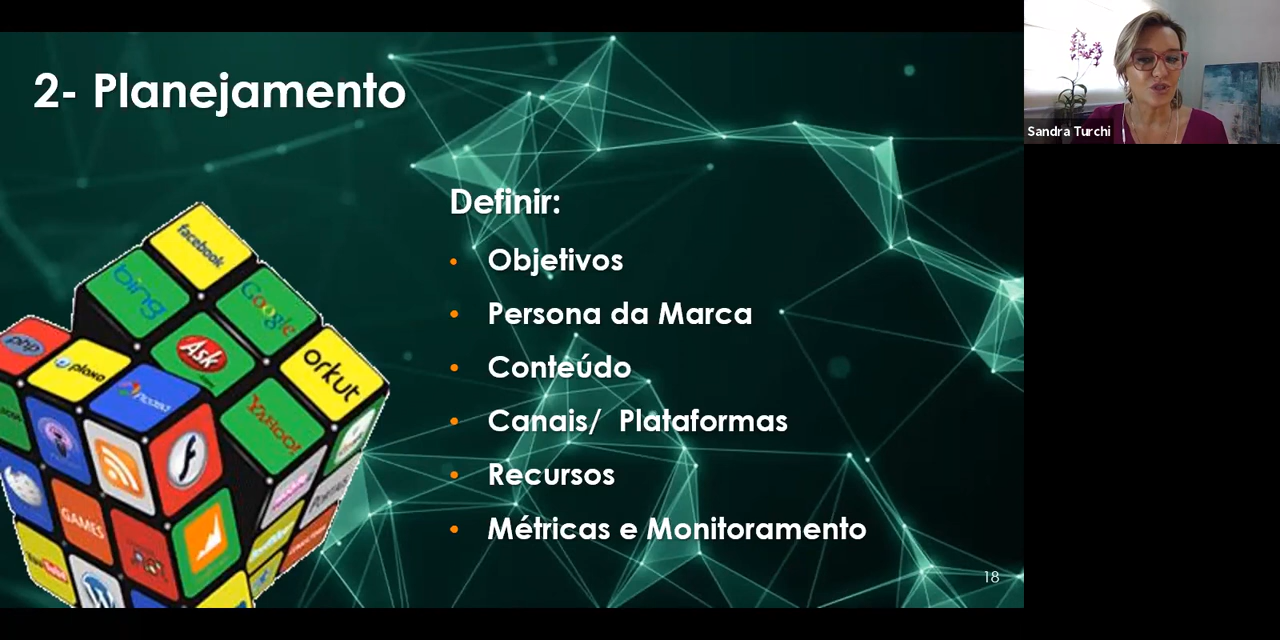 2- Planejamento
Sandra Turchi
Definir:
• Objetivos
• Persona da Marca
• Conteúdo
• Canais/ Plataformas
• Recursos
• Métricas e Monitoramento
18
facebook
bing
Google
Ask
orkut
php
plaxo
YAHOO!
GAMES